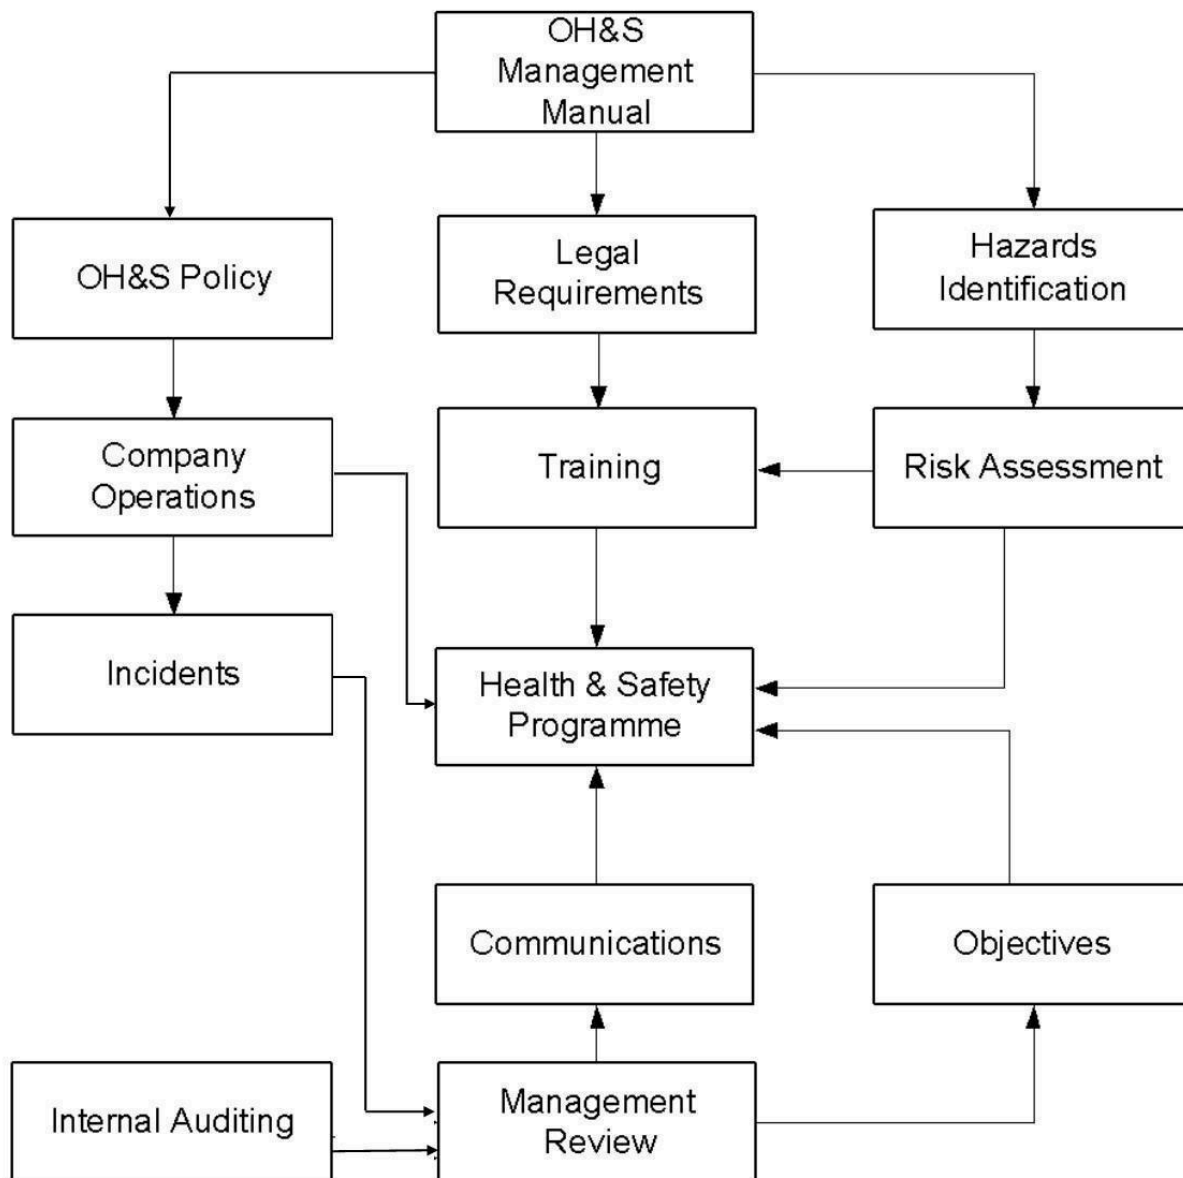 OH&S
Management
Manual
OH&S Policy
Legal
Requirements
Hazards
Identification
Company
Operations
Training
Risk Assessment
Incidents
Health & Safety
Programme
Communications
Objectives
Internal Auditing
Management
Review